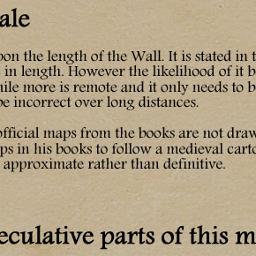 ale
pon the length of the Wall. It is stated in t
in length. However the likelihood of it b
nile more is remote and it only needs to b
be incorrect over long distances.
official maps from the books are not draw
ps in his books to follow a medieval carto
approximate rather than definitive.
eculative parts of this m